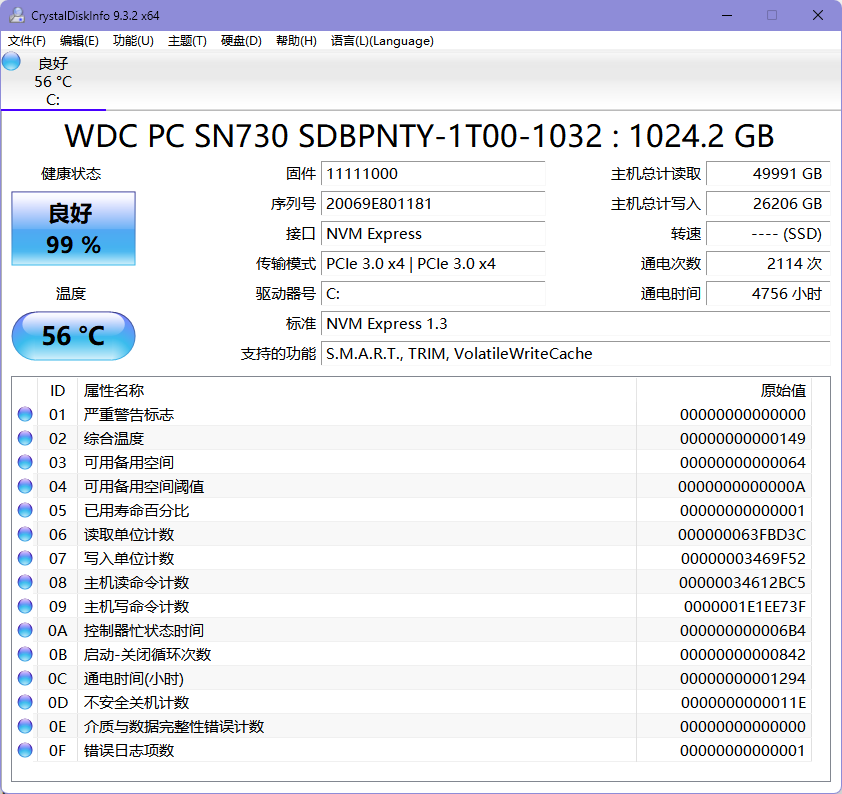 CrystalDiskInfo 9.3.2 x64
文件(F) 编辑(E) 功能(U) 主题(T) 硬盘(D) 帮助(H) 语言(L)(Language)
良好
56 °C
C:
WDC PC SN730 SDBPNTY-1T00-1032 : 1024.2 GB
健康状态 固件 11111000 主机总计读取 49991 GB
良好 序列号 20069E801181 主机总计写入 26206 GB
99 % 接口 NVM Express 转速 ---- (SSD)
传输模式 PCIe 3.0 x4 | PCIe 3.0 x4 通电次数 2114 次
温度 驱动器号 C: 通电时间 4756 小时
56 °C 标准 NVM Express 1.3
支持的功能 S.M.A.R.T., TRIM, VolatileWriteCache
ID 属性名称 原始值
01 严重警告标志 00000000000000
02 综合温度 00000000000149
03 可用备用空间 00000000000064
04 可用备用空间阈值 0000000000000A
05 已用寿命百分比 00000000000001
06 读取单位计数 000000063FBD3C
07 写入单位计数 00000003469F52
08 主机读命令计数 00000034612BC5
09 主机写命令计数 0000001E1EE73F
0A 控制器忙状态时间 000000000006B4
0B 启动-关闭循环次数 00000000000842
0C 通电时间(小时) 00000000001294
0D 不安全关机计数 0000000000011E
0E 介质与数据完整性错误计数 00000000000000
0F 错误日志项数 00000000000001